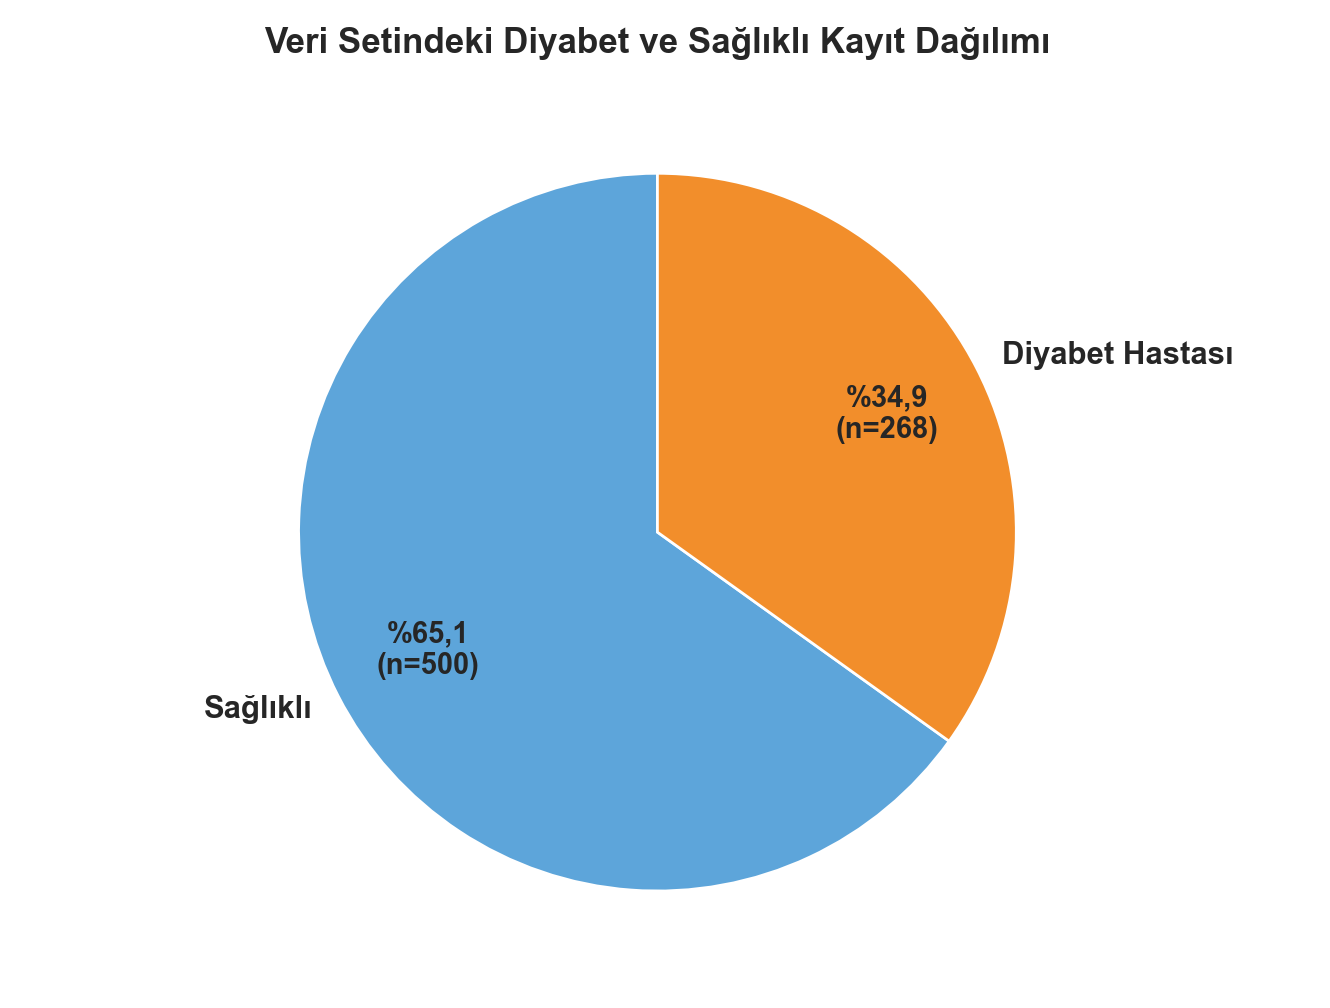 Veri Setindeki Diyabet ve Sağlıklı Kayıt Dağılımı
Diyabet Hastası
%34,9
(n=268)
%65,1
(n=500)
Sağlıklı